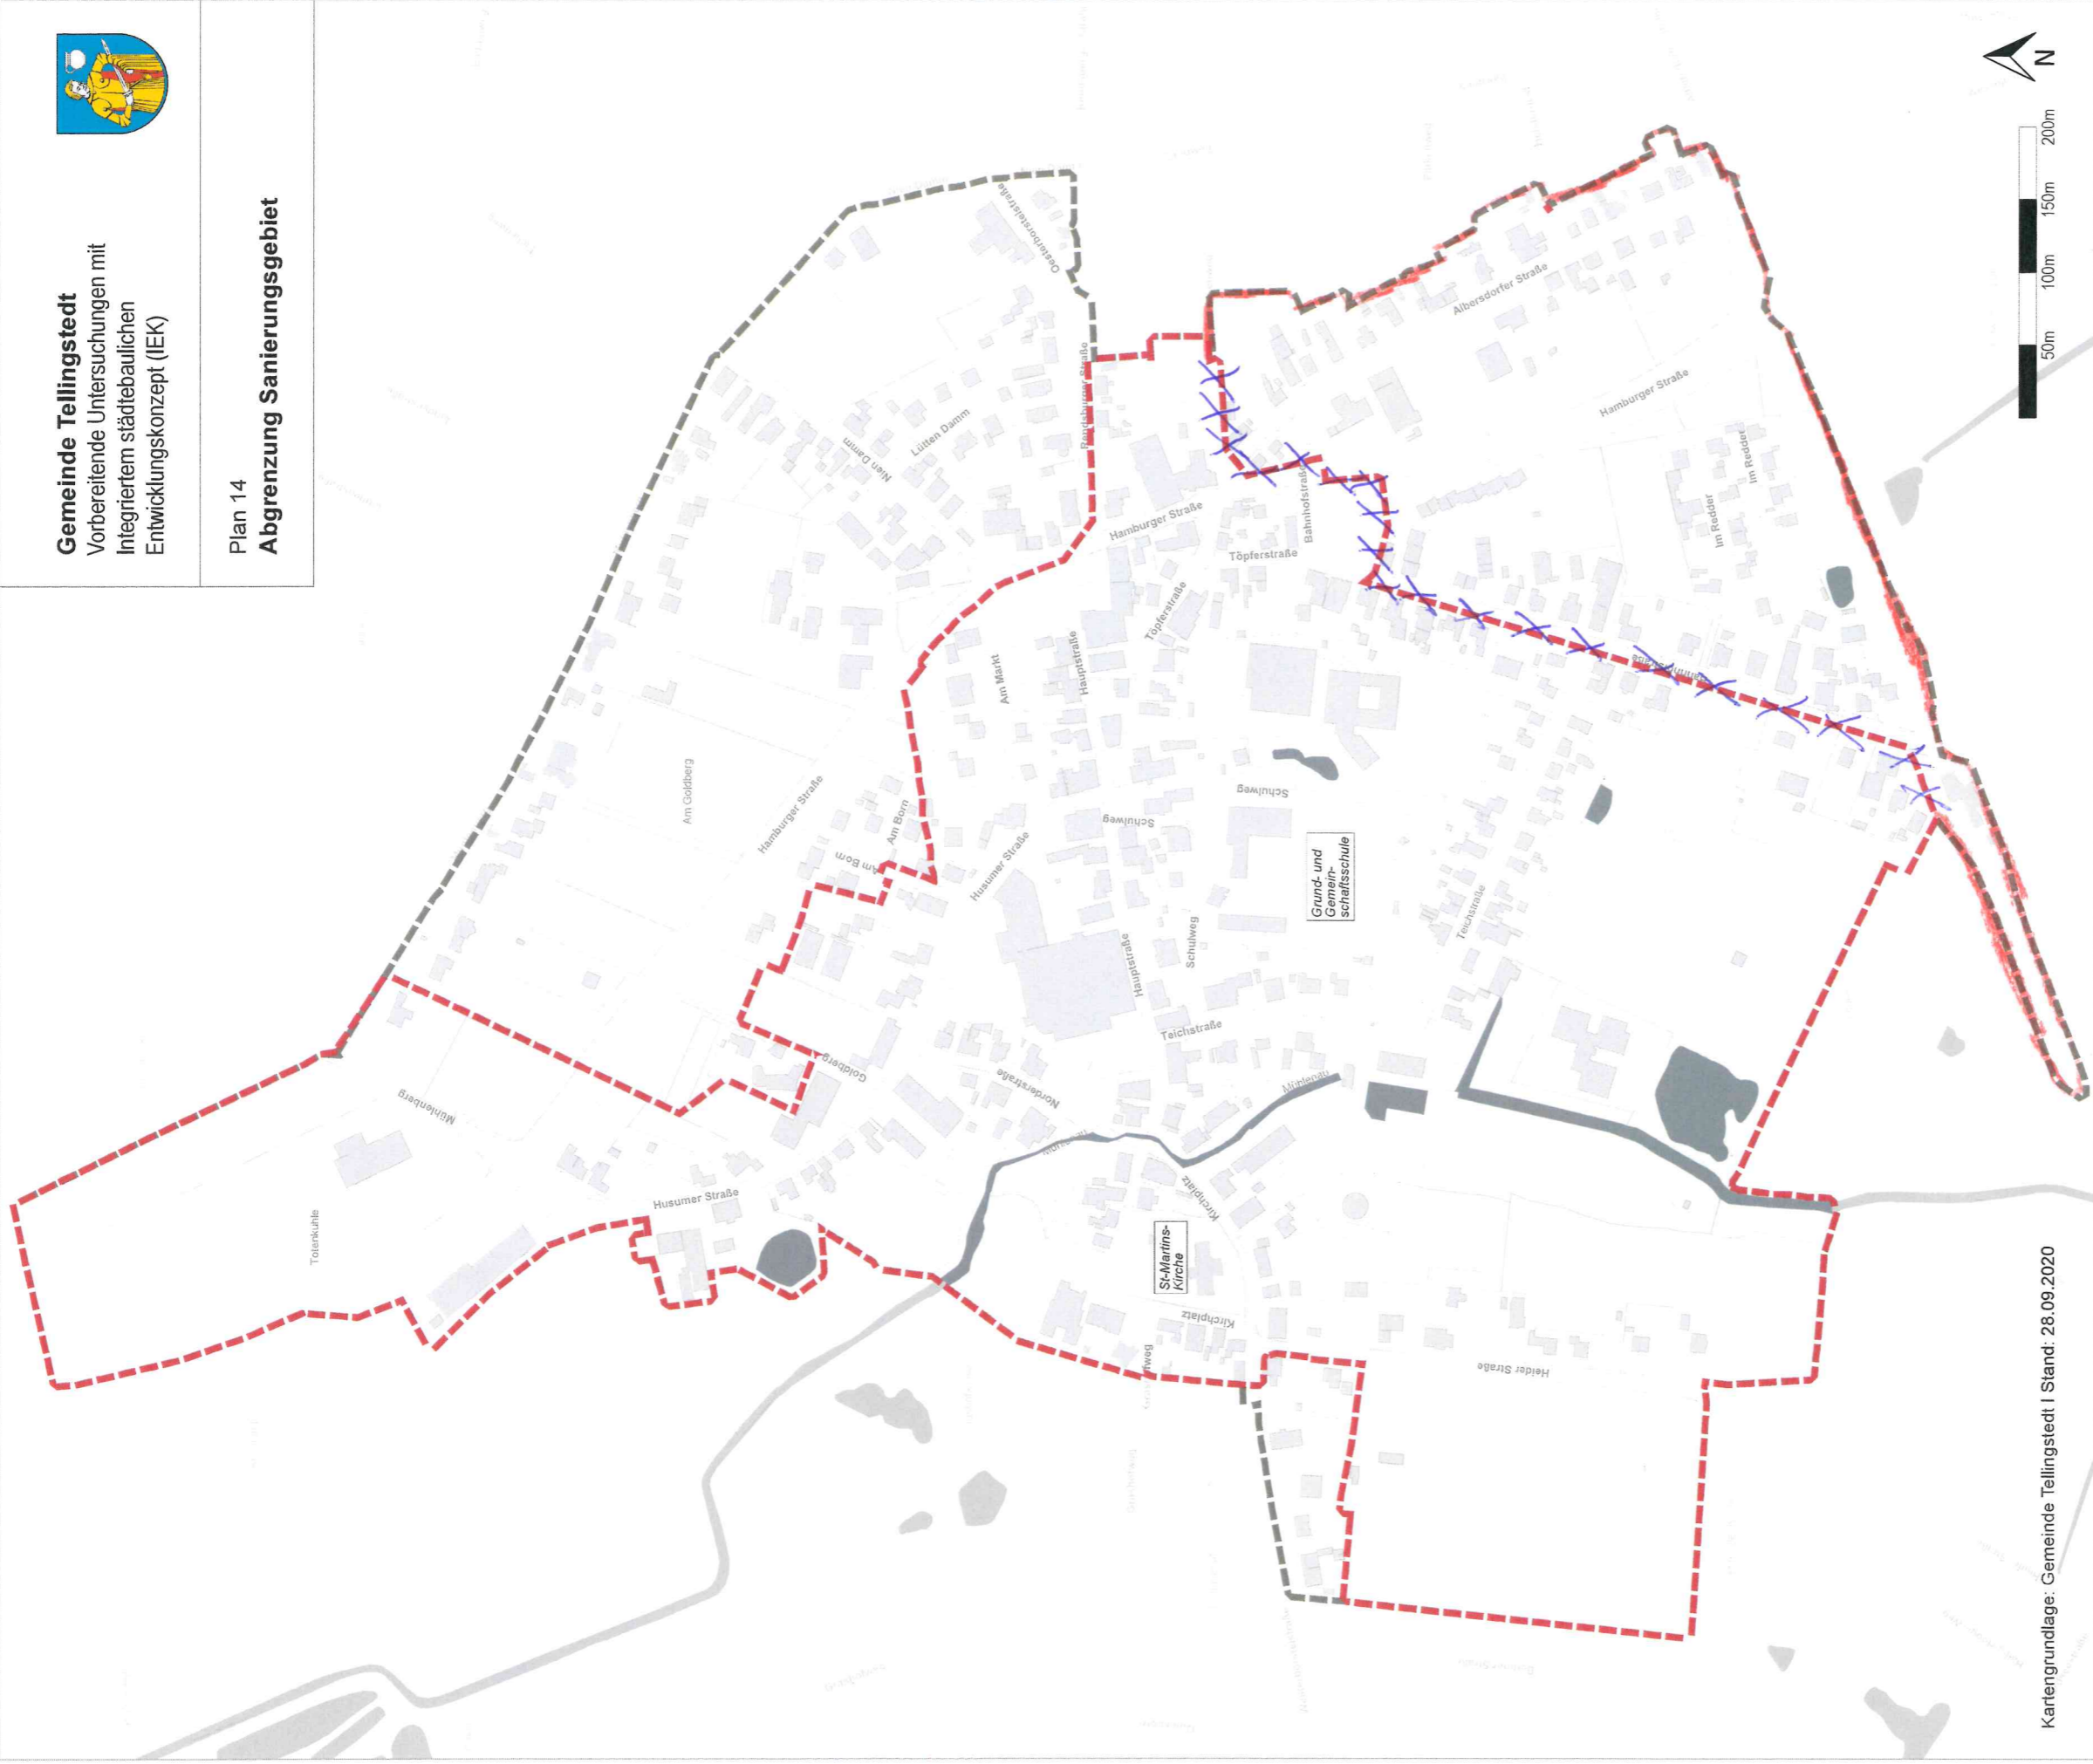 Gemeinde Tellingstedt
Vorbereitende Untersuchungen mit
Integriertem städtebaulichen
Entwicklungskonzept (IEK)
Plan 14
Abgrenzung Sanierungsgebiet
Totenkuhle
Mühlenberg
Husumer Straße
Goldberg
Norderstraße
Am Goldberg
Hamburger Straße
Am Born
Am Born
Husumer Straße
Nien Damm
Lütten Damm
Oesterborstelstraße
Rendsburger Straße
Am Markt
Hauptstraße
Hamburger Straße
Töpferstraße
Töpferstraße
Bahnhofstraße
Schulweg
Schulweg
Schulweg
Hauptstraße
Teichstraße
Mühlenau
Kirchplatz
Kirchplatz
St-Martins-
Kirche
Grund- und
Gemein-
schaftsschule
Teichstraße
Heider Straße
Albersdorfer Straße
Hamburger Straße
Im Redder
Im Redder
50m
100m
150m
200m
N
Kartengrundlage: Gemeinde Tellingstedt I Stand: 28.09.2020